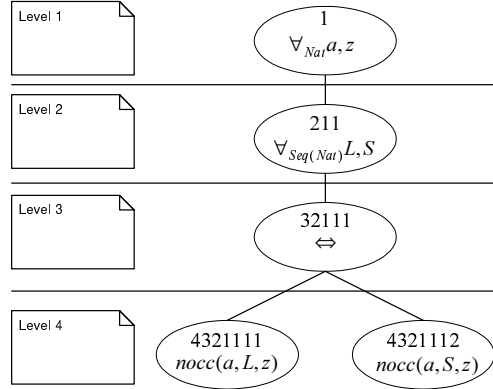 Level 1
1
∀Nat a, z
Level 2
211
∀Seq(Nat) L, S
Level 3
32111
⇔
Level 4
4321111
nocc(a, L, z)
4321112
nocc(a, S, z)